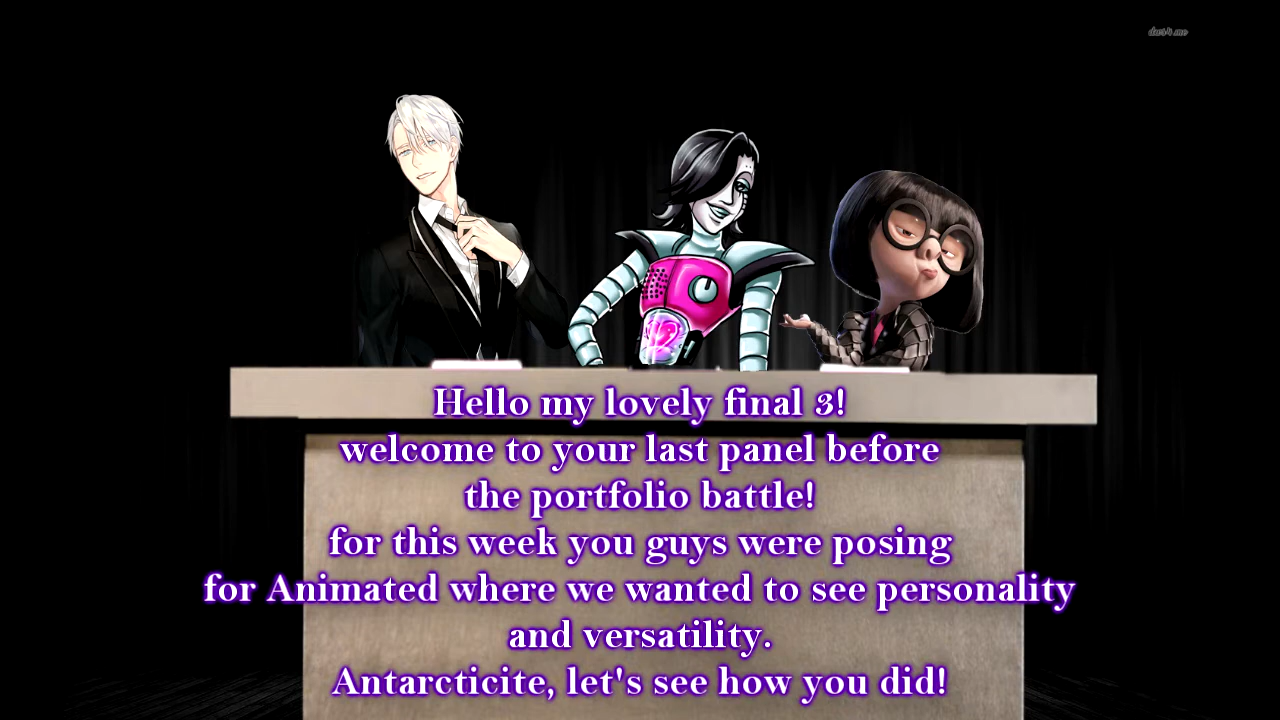 Hello my lovely final 3!
welcome to your last panel before
the portfolio battle!
for this week you guys were posing
for Animated where we wanted to see personality
and versatility.
Antarcticite, let's see how you did!